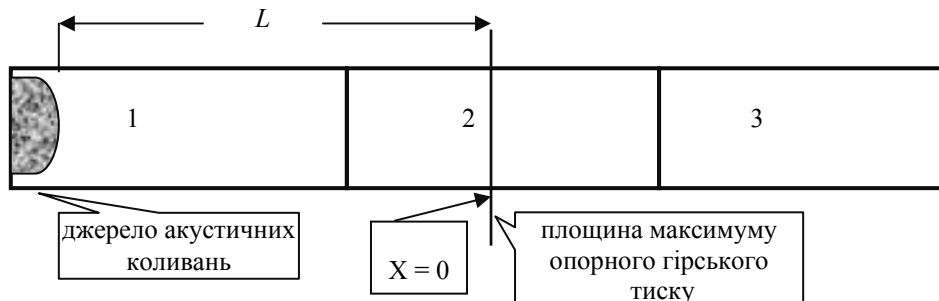 L
1
2
3
джерело акустичних
коливань
X = 0
площина максимуму
опорного гірського
тиску